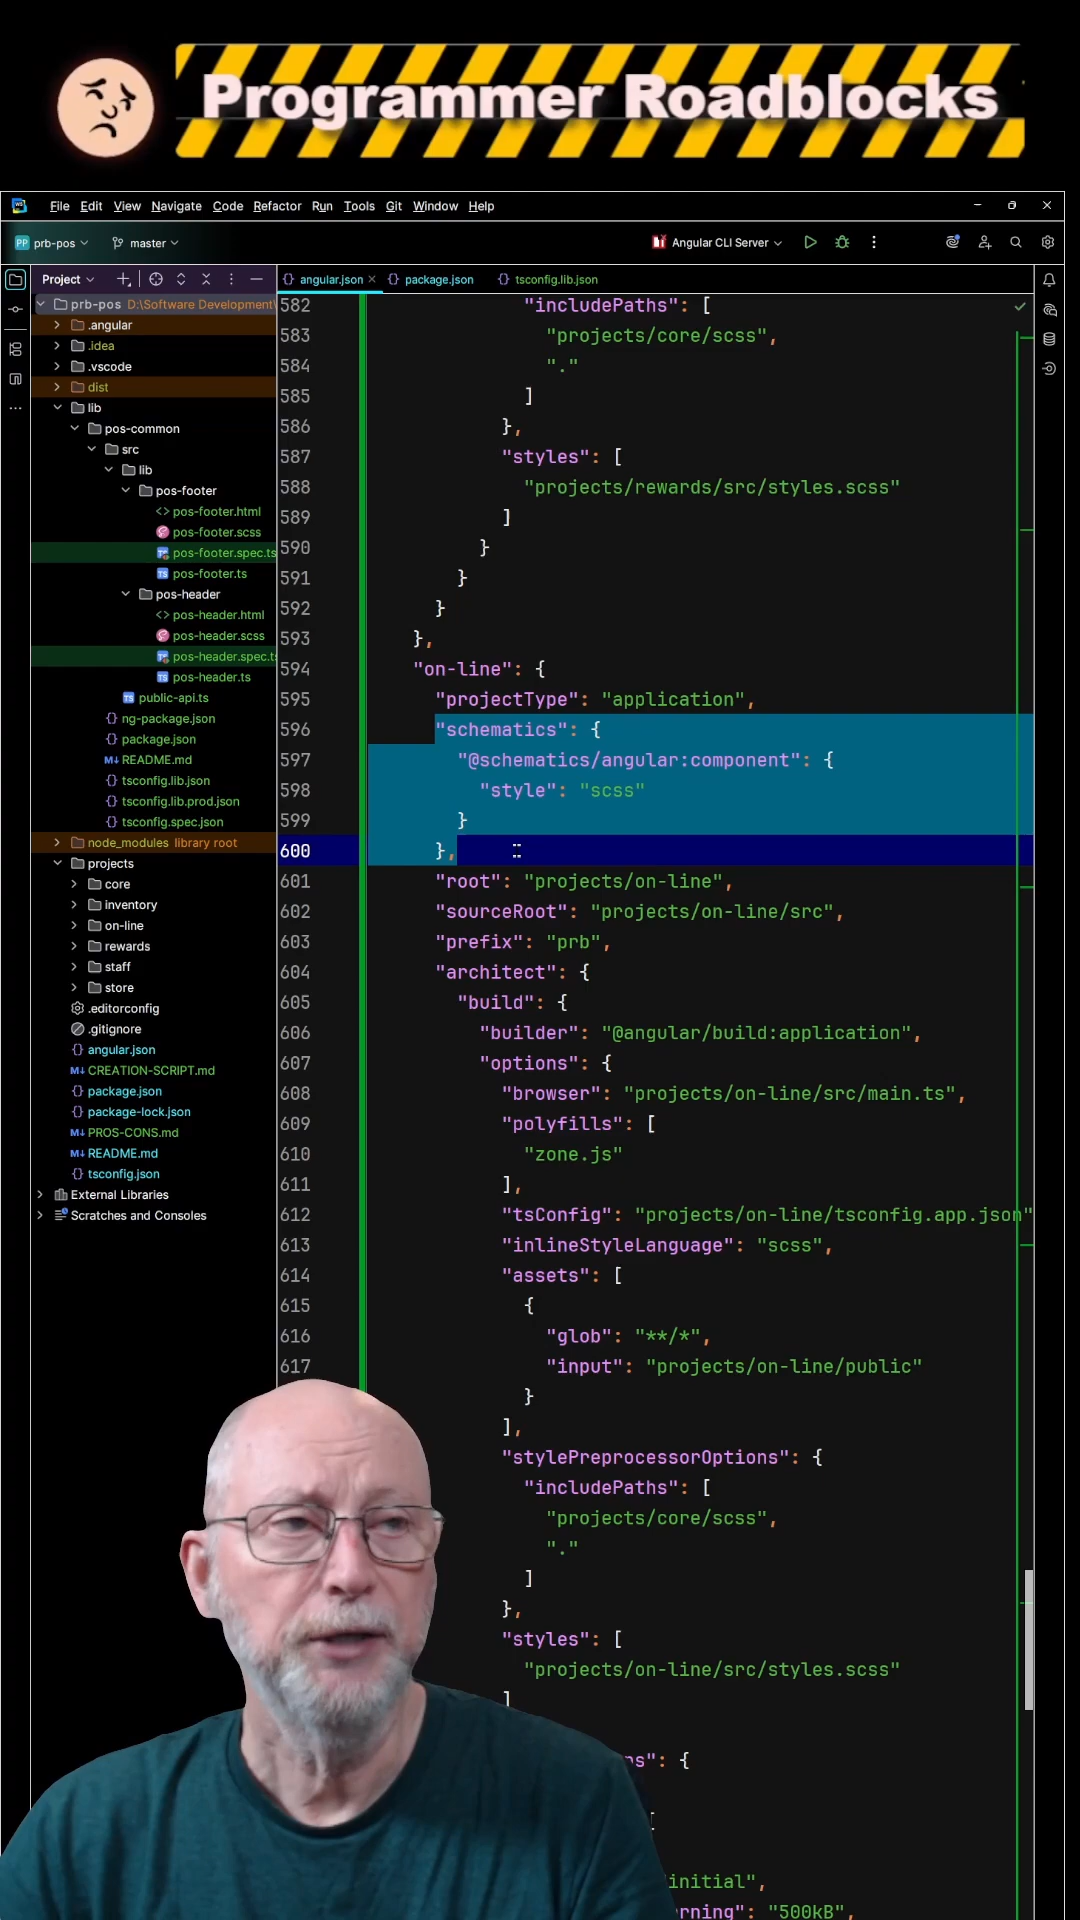 Programmer Roadblocks
WS
File Edit View Navigate Code Refactor Run Tools Git Window Help
PP prb-pos master Angular CLI Server
Project
angular.json package.json tsconfig.lib.json
prb-pos D:\Software Development\
.angular
.idea
.vscode
dist
lib
pos-common
src
lib
pos-footer
pos-footer.html
pos-footer.scss
pos-footer.spec.ts
pos-footer.ts
pos-header
pos-header.html
pos-header.scss
pos-header.spec.ts
pos-header.ts
public-api.ts
ng-package.json
package.json
README.md
tsconfig.lib.json
tsconfig.lib.prod.json
tsconfig.spec.json
node_modules library root
projects
core
inventory
on-line
rewards
staff
store
.editorconfig
.gitignore
angular.json
CREATION-SCRIPT.md
package.json
package-lock.json
PROS-CONS.md
README.md
tsconfig.json
External Libraries
Scratches and Consoles
582 "includePaths": [
583 "projects/core/scss",
584 "."
585 ]
586 },
587 "styles": [
588 "projects/rewards/src/styles.scss"
589 ]
590 }
591 }
592 }
593 },
594 "on-line": {
595 "projectType": "application",
596 "schematics": {
597 "@schematics/angular:component": {
598 "style": "scss"
599 }
600 },
601 "root": "projects/on-line",
602 "sourceRoot": "projects/on-line/src",
603 "prefix": "prb",
604 "architect": {
605 "build": {
606 "builder": "@angular/build:application",
607 "options": {
608 "browser": "projects/on-line/src/main.ts",
609 "polyfills": [
610 "zone.js"
611 ],
612 "tsConfig": "projects/on-line/tsconfig.app.json"
613 "inlineStyleLanguage": "scss",
614 "assets": [
615 {
616 "glob": "**/*",
617 "input": "projects/on-line/public"
}
],
"stylePreprocessorOptions": {
"includePaths": [
"projects/core/scss",
"."
]
},
"styles": [
"projects/on-line/src/styles.scss"
]
ns": {
[
initial",
rning": "500kB",